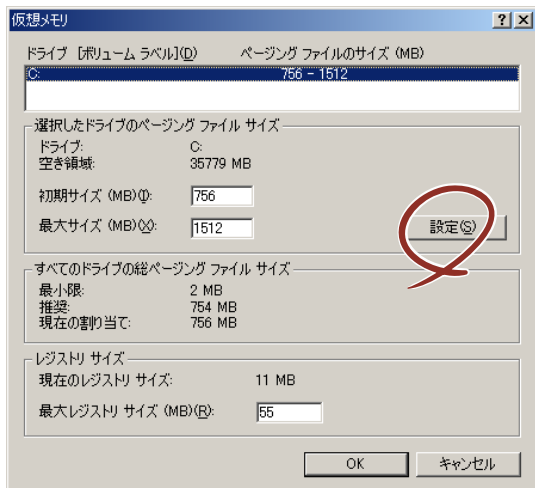 仮想メモリ
ドライブ [ボリューム ラベル](D) ページング ファイルのサイズ (MB)
C: 756 - 1512
選択したドライブのページング ファイル サイズ
ドライブ: C:
空き領域: 35779 MB
初期サイズ (MB)(I): 756
最大サイズ (MB)(X): 1512
設定(S)
すべてのドライブの総ページング ファイル サイズ
最小限: 2 MB
推奨: 754 MB
現在の割り当て: 756 MB
レジストリ サイズ
現在のレジストリ サイズ: 11 MB
最大レジストリ サイズ (MB)(R): 55
OK キャンセル